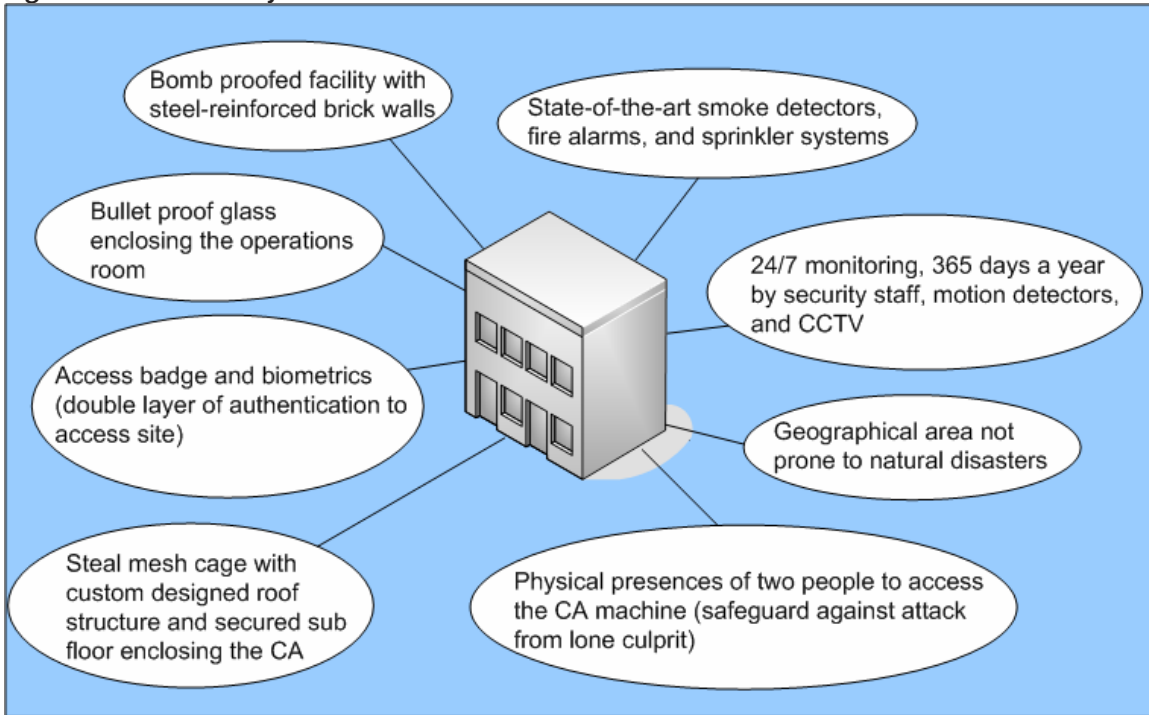 Bomb proofed facility with
steel-reinforced brick walls
State-of-the-art smoke detectors,
fire alarms, and sprinkler systems
Bullet proof glass
enclosing the operations
room
24/7 monitoring, 365 days a year
by security staff, motion detectors,
and CCTV
Access badge and biometrics
(double layer of authentication to
access site)
Geographical area not
prone to natural disasters
Steal mesh cage with
custom designed roof
structure and secured sub
floor enclosing the CA
Physical presences of two people to access
the CA machine (safeguard against attack
from lone culprit)